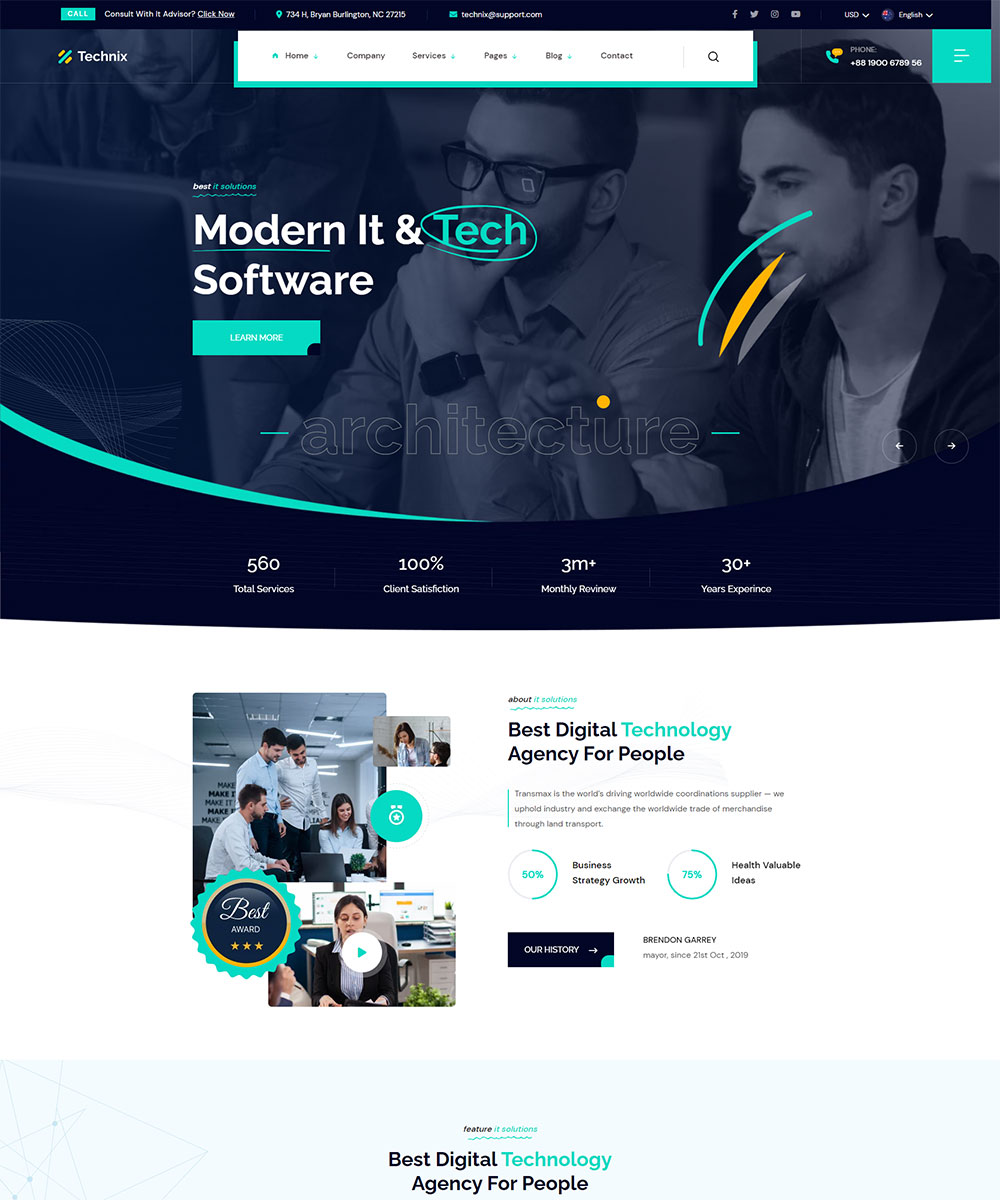 CALL Consult With It Advisor? Click Now 734 H, Bryan Burlington, NC 27215 technix@support.com USD English
Technix Home Company Services Pages Blog Contact PHONE:
+88 1900 6789 56
best it solutions
Modern It & Tech
Software
LEARN MORE
architecture
560 100% 3m+ 30+
Total Services Client Satisfiction Monthly Revinew Years Experince
about it solutions
Best Digital Technology
Agency For People
Transmax is the world's driving worldwide coordinations supplier — we
uphold industry and exchange the worldwide trade of merchandise
through land transport.
50% Business
Strategy Growth
75% Health Valuable
Ideas
OUR HISTORY
BRENDON GARREY
mayor, since 21st Oct , 2019
Best
AWARD
feature it solutions
Best Digital Technology
Agency For People